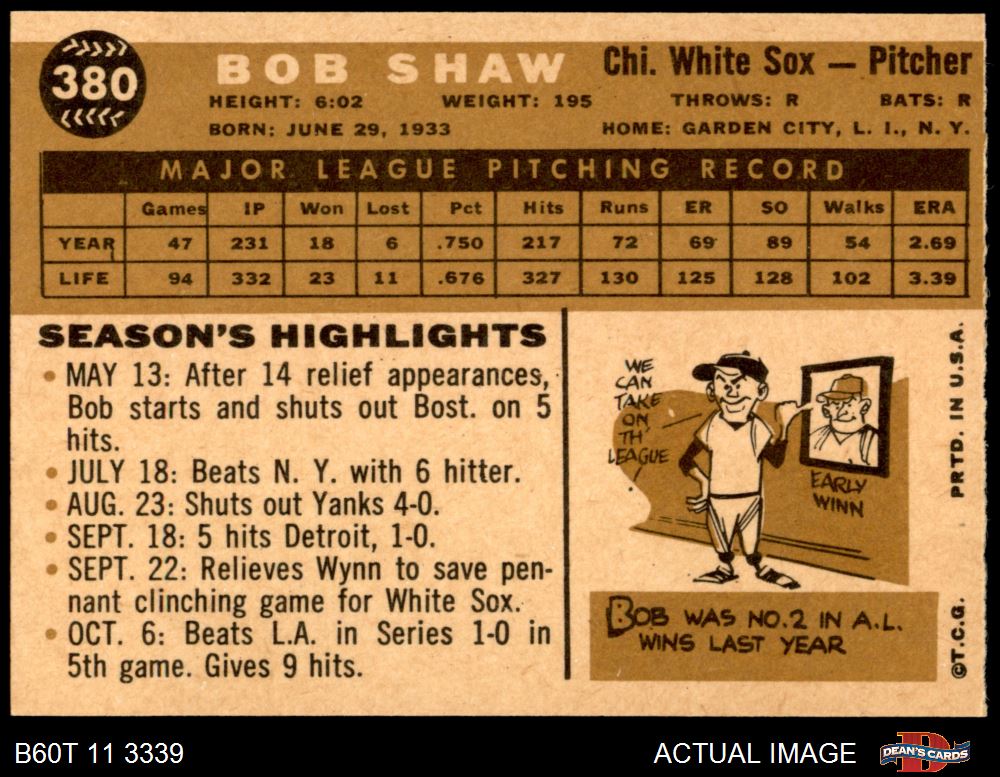 380
BOB SHAW
Chi. White Sox — Pitcher
HEIGHT: 6:02 WEIGHT: 195 THROWS: R BATS: R
BORN: JUNE 29, 1933 HOME: GARDEN CITY, L. I., N. Y.
MAJOR LEAGUE PITCHING RECORD
Games IP Won Lost Pct Hits Runs ER SO Walks ERA
YEAR 47 231 18 6 .750 217 72 69 89 54 2.69
LIFE 94 332 23 11 .676 327 130 125 128 102 3.39
SEASON'S HIGHLIGHTS
• MAY 13: After 14 relief appearances,
Bob starts and shuts out Bost. on 5
hits.
• JULY 18: Beats N. Y. with 6 hitter.
• AUG. 23: Shuts out Yanks 4-0.
• SEPT. 18: 5 hits Detroit, 1-0.
• SEPT. 22: Relieves Wynn to save pen-
nant clinching game for White Sox.
• OCT. 6: Beats L.A. in Series 1-0 in
5th game. Gives 9 hits.
WE
CAN
TAKE
ON
TH'
LEAGUE
EARLY
WINN
BOB WAS NO.2 IN A.L.
WINS LAST YEAR
©T.C.G. PRTD. IN U.S.A.
B60T 11 3339
ACTUAL IMAGE
D
DEAN'S CARDS